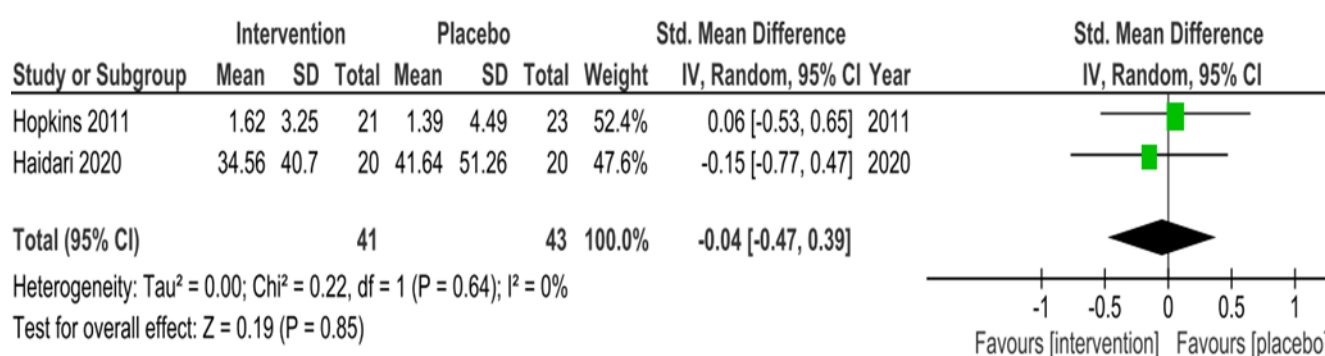 Intervention Placebo Std. Mean Difference Std. Mean Difference
Study or Subgroup Mean SD Total Mean SD Total Weight IV, Random, 95% CI Year IV, Random, 95% CI
Hopkins 2011 1.62 3.25 21 1.39 4.49 23 52.4% 0.06 [-0.53, 0.65] 2011
Haidari 2020 34.56 40.7 20 41.64 51.26 20 47.6% -0.15 [-0.77, 0.47] 2020
Total (95% CI) 41 43 100.0% -0.04 [-0.47, 0.39]
Heterogeneity: Tau² = 0.00; Chi² = 0.22, df = 1 (P = 0.64); I² = 0%
Test for overall effect: Z = 0.19 (P = 0.85)
-1 -0.5 0 0.5 1
Favours [intervention] Favours [placebo]